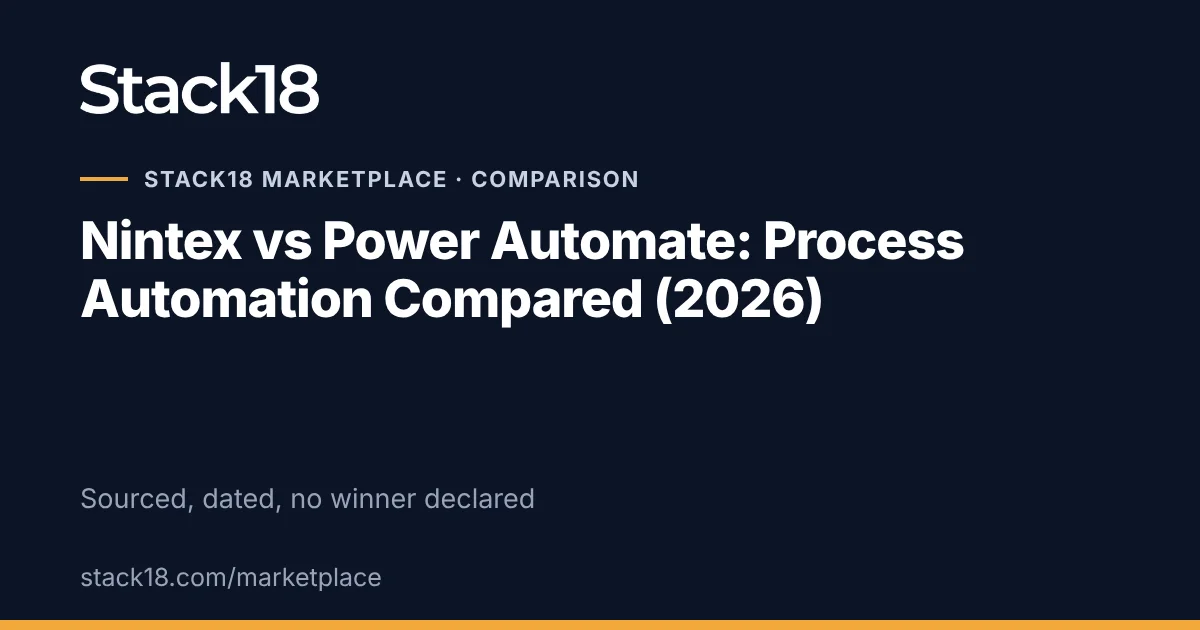 Stack18
STACK18 MARKETPLACE · COMPARISON
Nintex vs Power Automate: Process
Automation Compared (2026)
Sourced, dated, no winner declared
stack18.com/marketplace